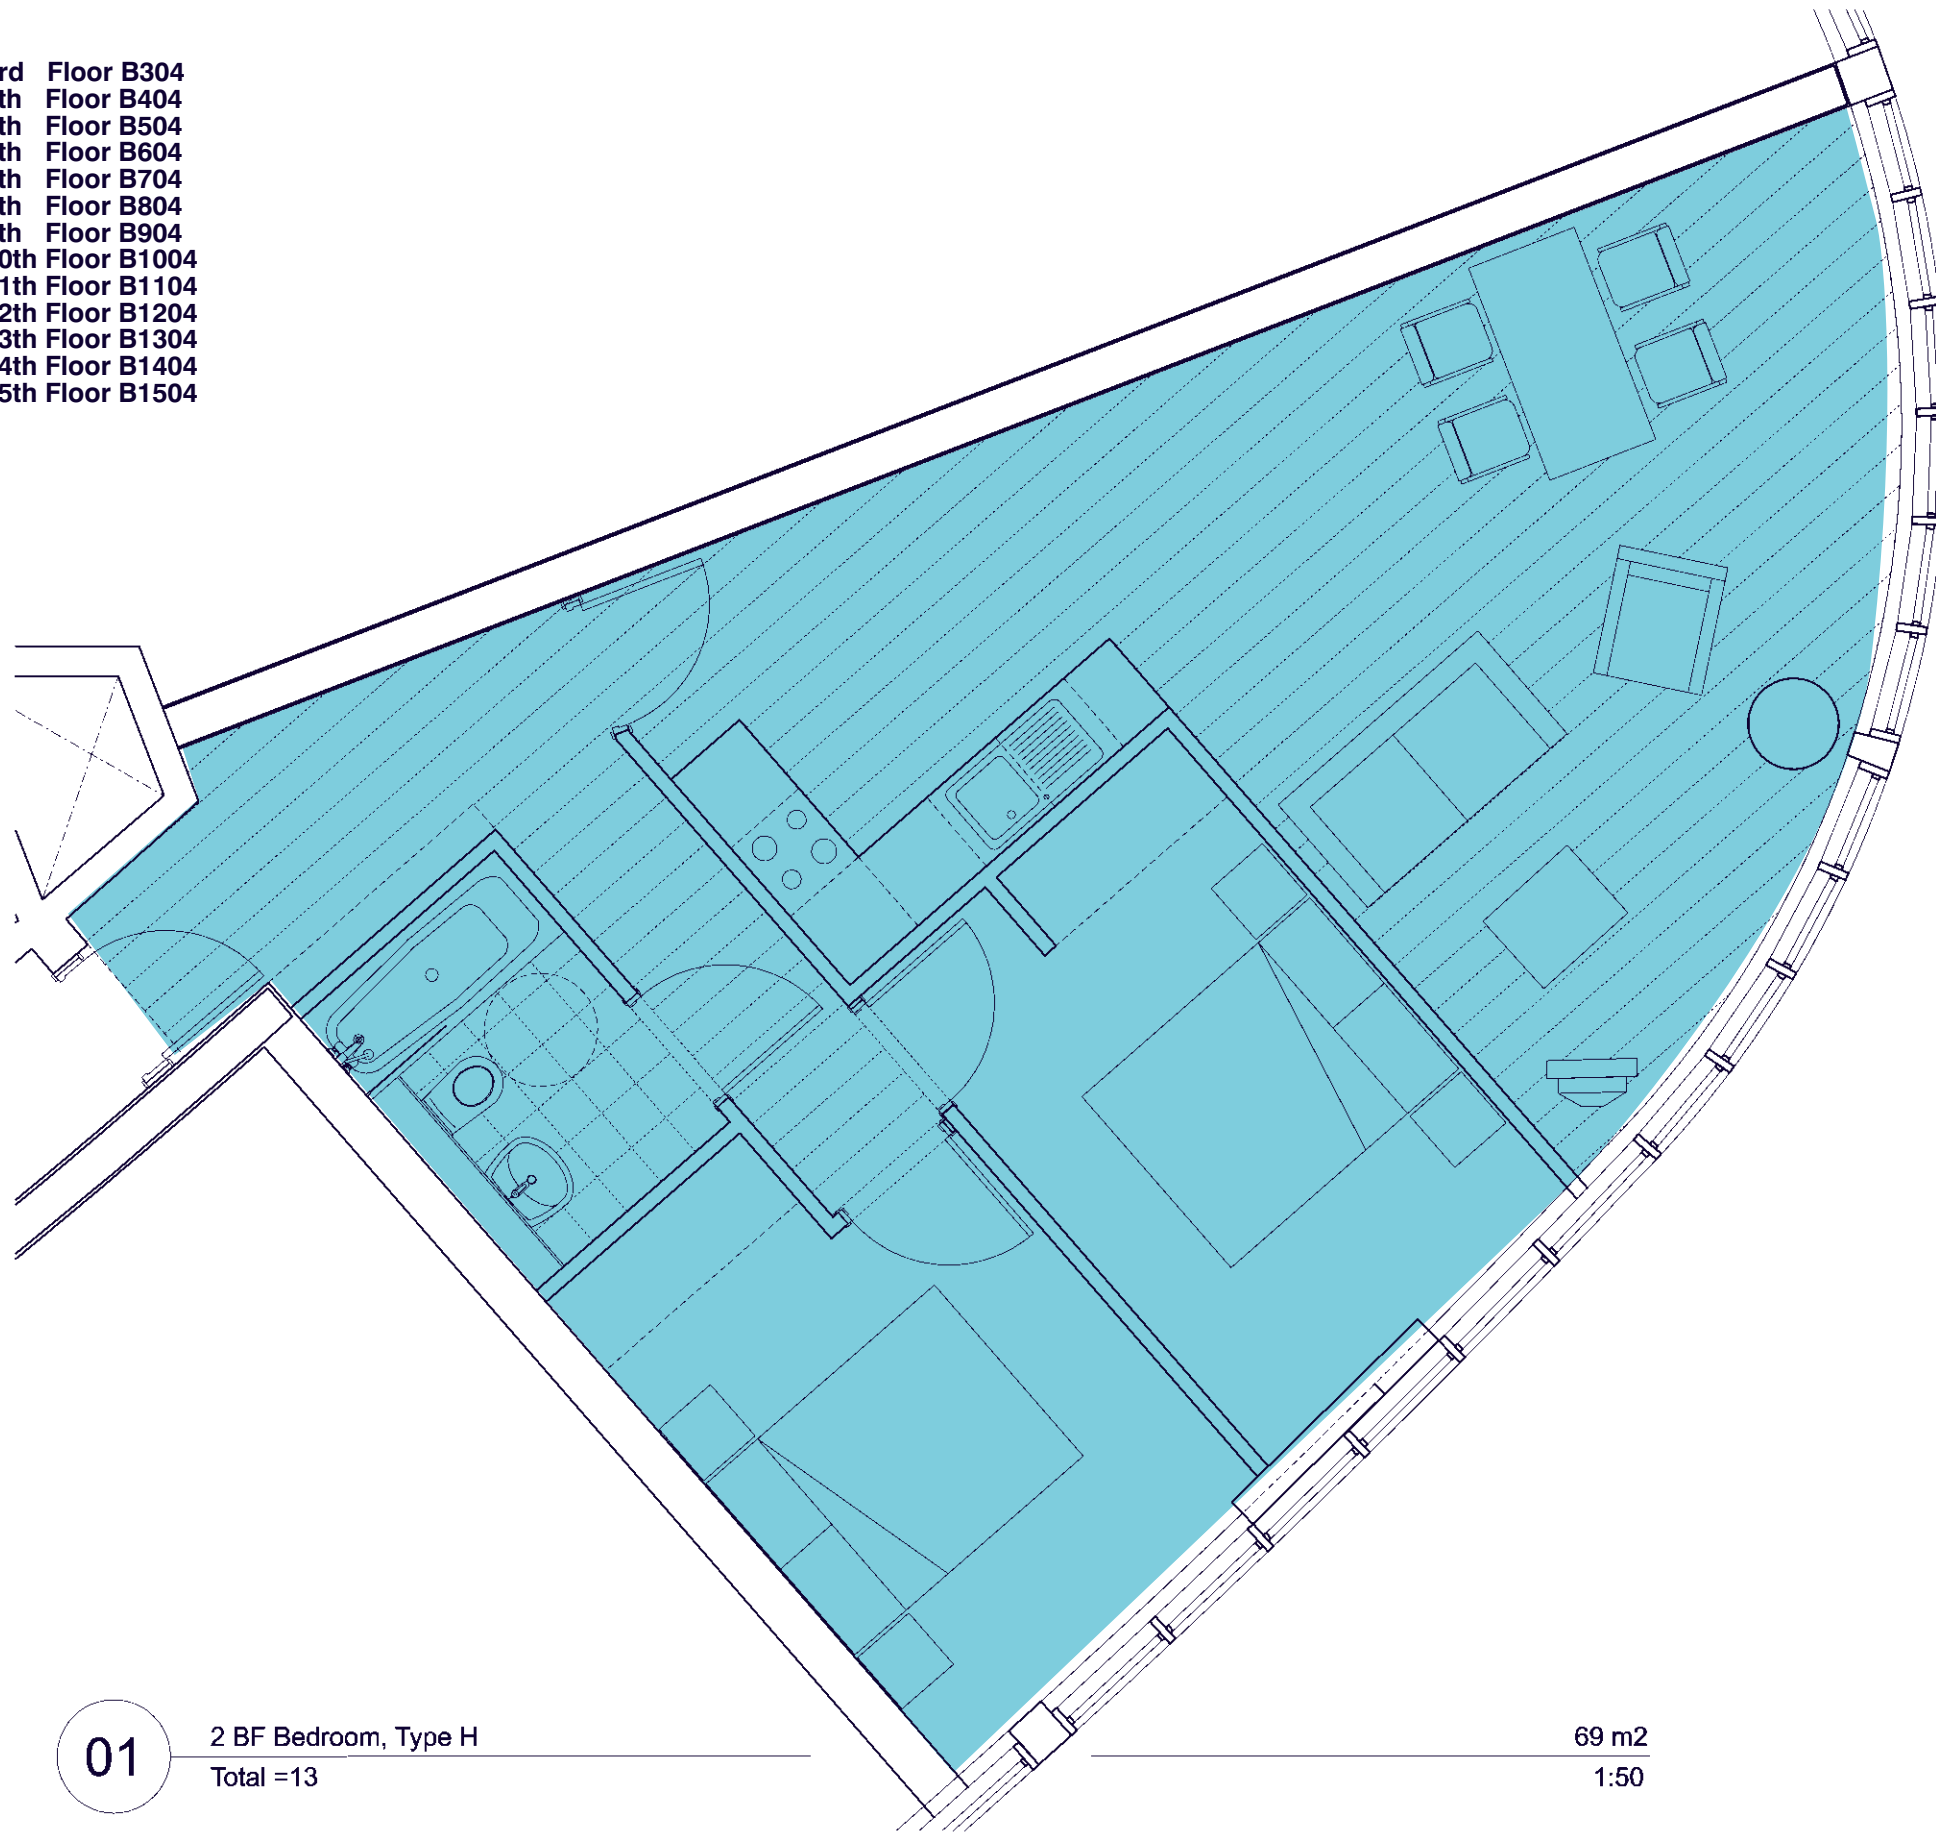 rd Floor B304
th Floor B404
th Floor B504
th Floor B604
th Floor B704
th Floor B804
th Floor B904
0th Floor B1004
1th Floor B1104
2th Floor B1204
3th Floor B1304
4th Floor B1404
5th Floor B1504
01
2 BF Bedroom, Type H
Total =13
69 m2
1:50